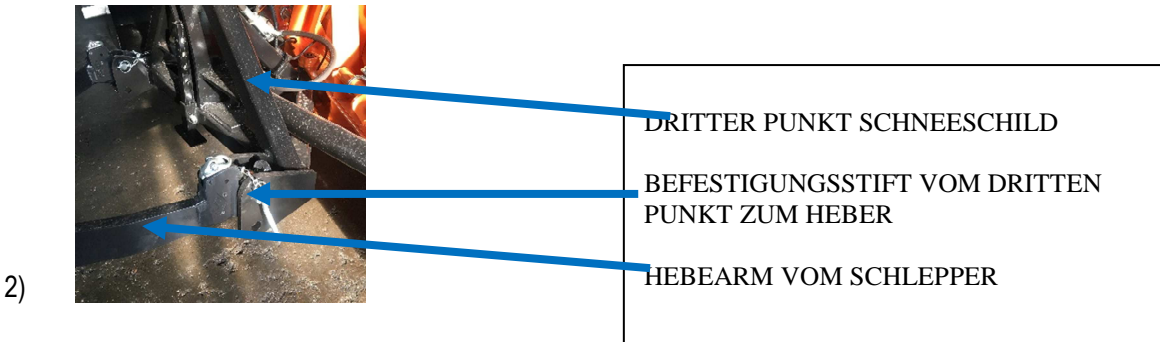 DRITTER PUNKT SCHNEESCHILD
BEFESTIGUNGSSTIFT VOM DRITTEN
PUNKT ZUM HEBER
HEBEARM VOM SCHLEPPER
2)